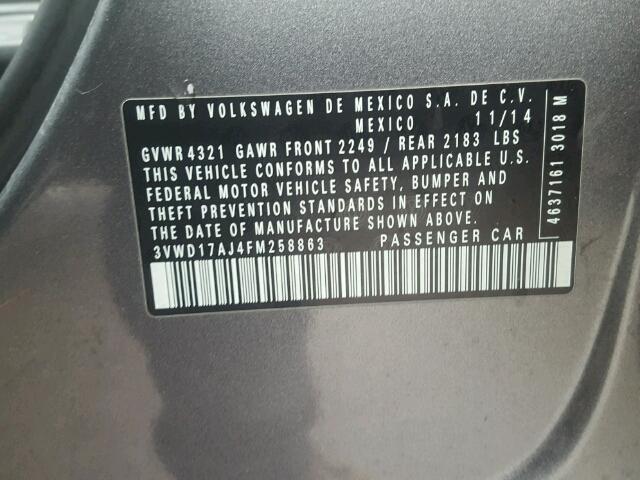 MFD BY VOLKSWAGEN DE MEXICO S.A. DE C.V.
MEXICO 11/14
GVWR 4321 GAWR FRONT 2249 / REAR 2183 LBS
THIS VEHICLE CONFORMS TO ALL APPLICABLE U.S.
FEDERAL MOTOR VEHICLE SAFETY, BUMPER AND
THEFT PREVENTION STANDARDS IN EFFECT ON
THE DATE OF MANUFACTURE SHOWN ABOVE.
3VWD17AJ4FM258863 PASSENGER CAR
4637161 3018 M